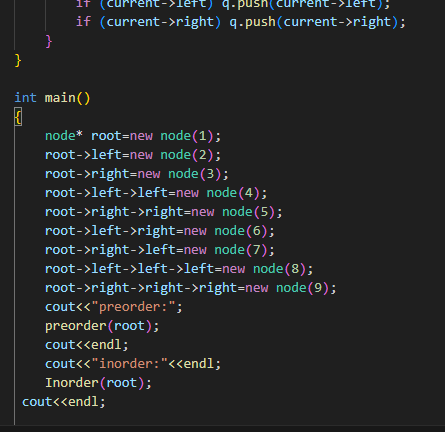 if (current->left) q.push(current->left);
if (current->right) q.push(current->right);
}
}
int main()
{
node* root=new node(1);
root->left=new node(2);
root->right=new node(3);
root->left->left=new node(4);
root->right->right=new node(5);
root->left->right=new node(6);
root->right->left=new node(7);
root->left->left->left=new node(8);
root->right->right->right=new node(9);
cout<<"preorder:";
preorder(root);
cout<<endl;
cout<<"inorder:"<<endl;
Inorder(root);
cout<<endl;